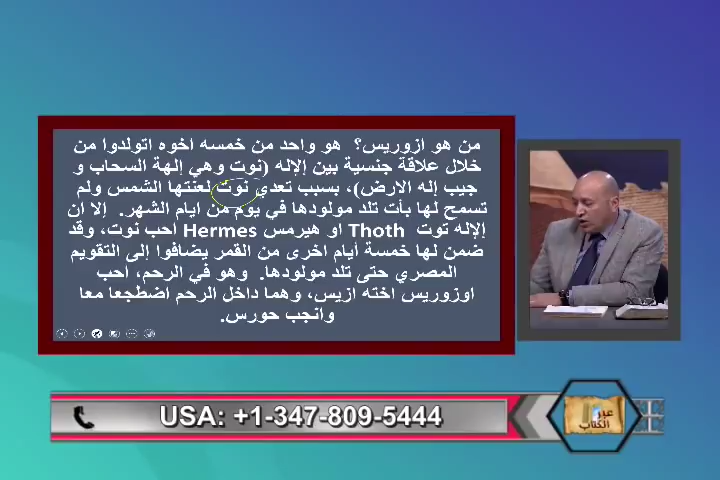 من هو ازوريس؟ هو واحد من خمسه أخوه اتولدوا من
خلال علاقة جنسية بين الإله (نوت وهي إلهة السحاب و
جيب إله الارض)، بسبب تعدي نوت لعنتها الشمس ولم
تسمح لها بأت تلد مولودها في يوم من ايام الشهر. إلا ان
الإله توت Thoth او هيرمس Hermes احب نوت، وقد
ضمن لها خمسة أيام اخرى من القمر يضافوا إلى التقويم
المصري حتى تلد مولودها. وهو في الرحم، احب
اوزوريس اخته ازيس، وهما داخل الرحم اضطجعا معا
وانجب حورس.
USA: +1-347-809-5444
عبر الكتاب